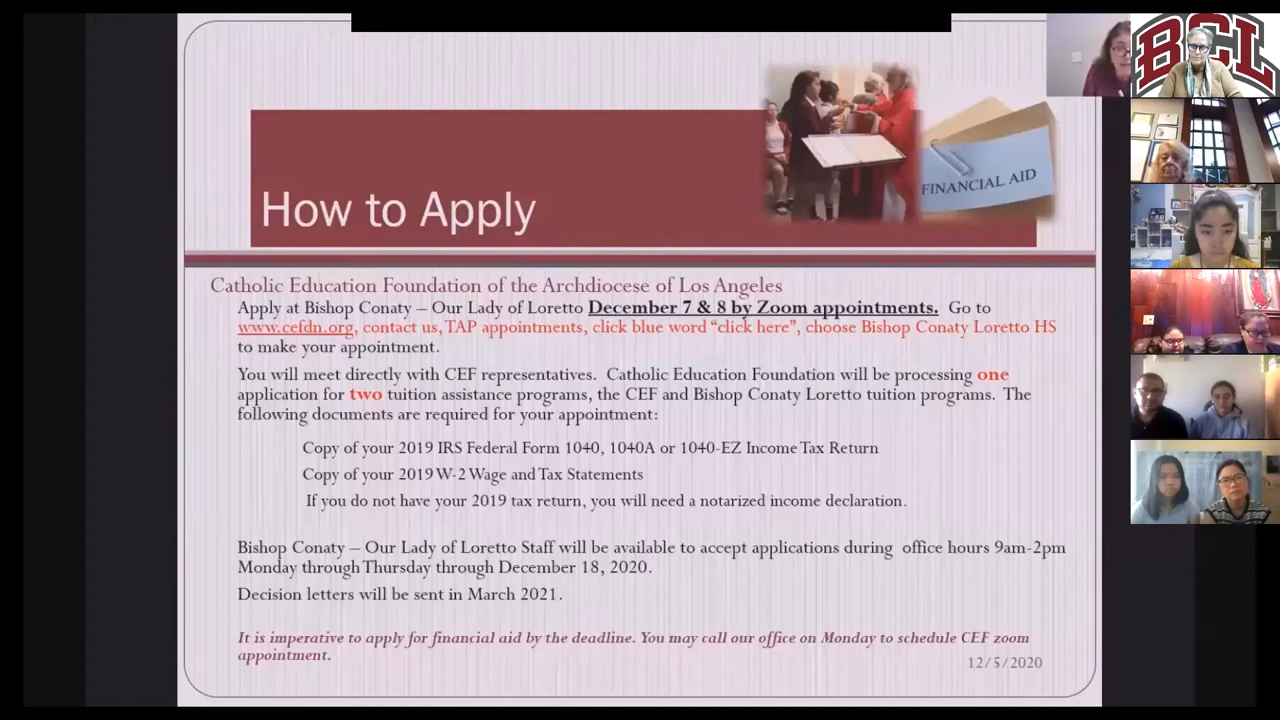 BCL
FINANCIAL AID
How to Apply
Catholic Education Foundation of the Archdiocese of Los Angeles
Apply at Bishop Conaty – Our Lady of Loretto December 7 & 8 by Zoom appointments. Go to
www.cefdn.org, contact us, TAP appointments, click blue word “click here”, choose Bishop Conaty Loretto HS
to make your appointment.
You will meet directly with CEF representatives. Catholic Education Foundation will be processing one
application for two tuition assistance programs, the CEF and Bishop Conaty Loretto tuition programs. The
following documents are required for your appointment:
Copy of your 2019 IRS Federal Form 1040, 1040A or 1040-EZ Income Tax Return
Copy of your 2019 W-2 Wage and Tax Statements
If you do not have your 2019 tax return, you will need a notarized income declaration.
Bishop Conaty – Our Lady of Loretto Staff will be available to accept applications during office hours 9am-2pm
Monday through Thursday through December 18, 2020.
Decision letters will be sent in March 2021.
It is imperative to apply for financial aid by the deadline. You may call our office on Monday to schedule CEF zoom
appointment.
12/5/2020